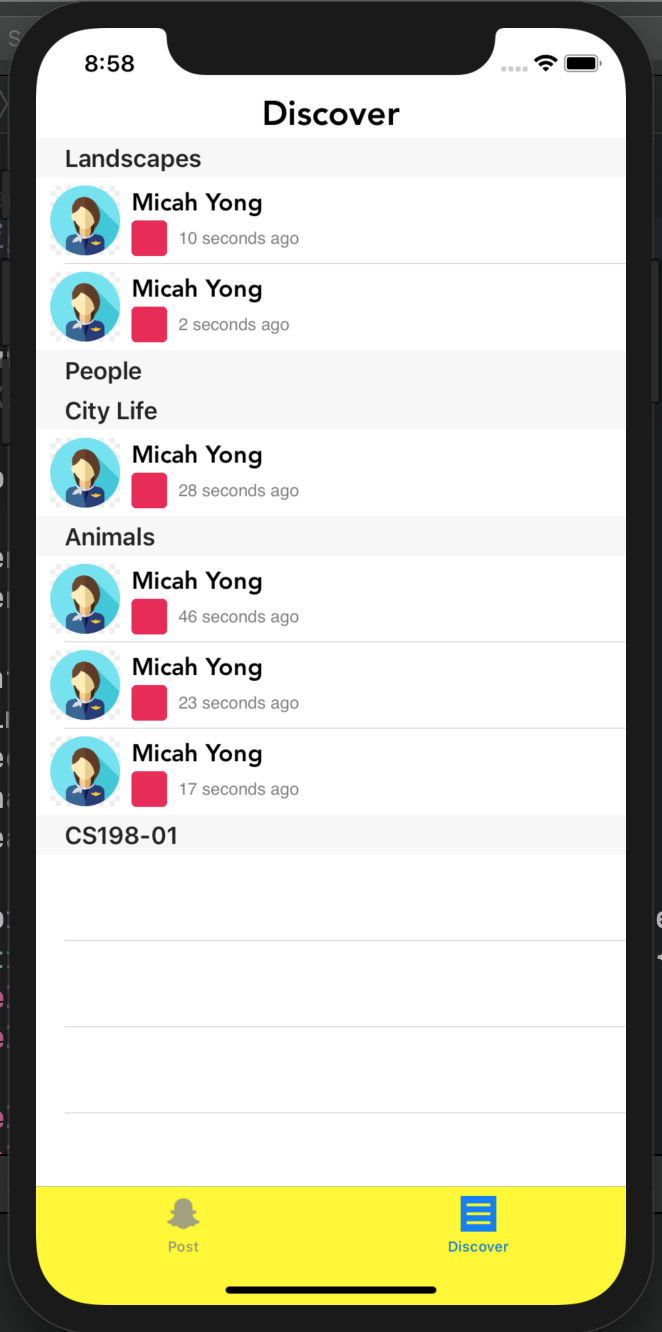 8:58
Discover
Landscapes
Micah Yong
10 seconds ago
Micah Yong
2 seconds ago
People
City Life
Micah Yong
28 seconds ago
Animals
Micah Yong
46 seconds ago
Micah Yong
23 seconds ago
Micah Yong
17 seconds ago
CS198-01
Post
Discover